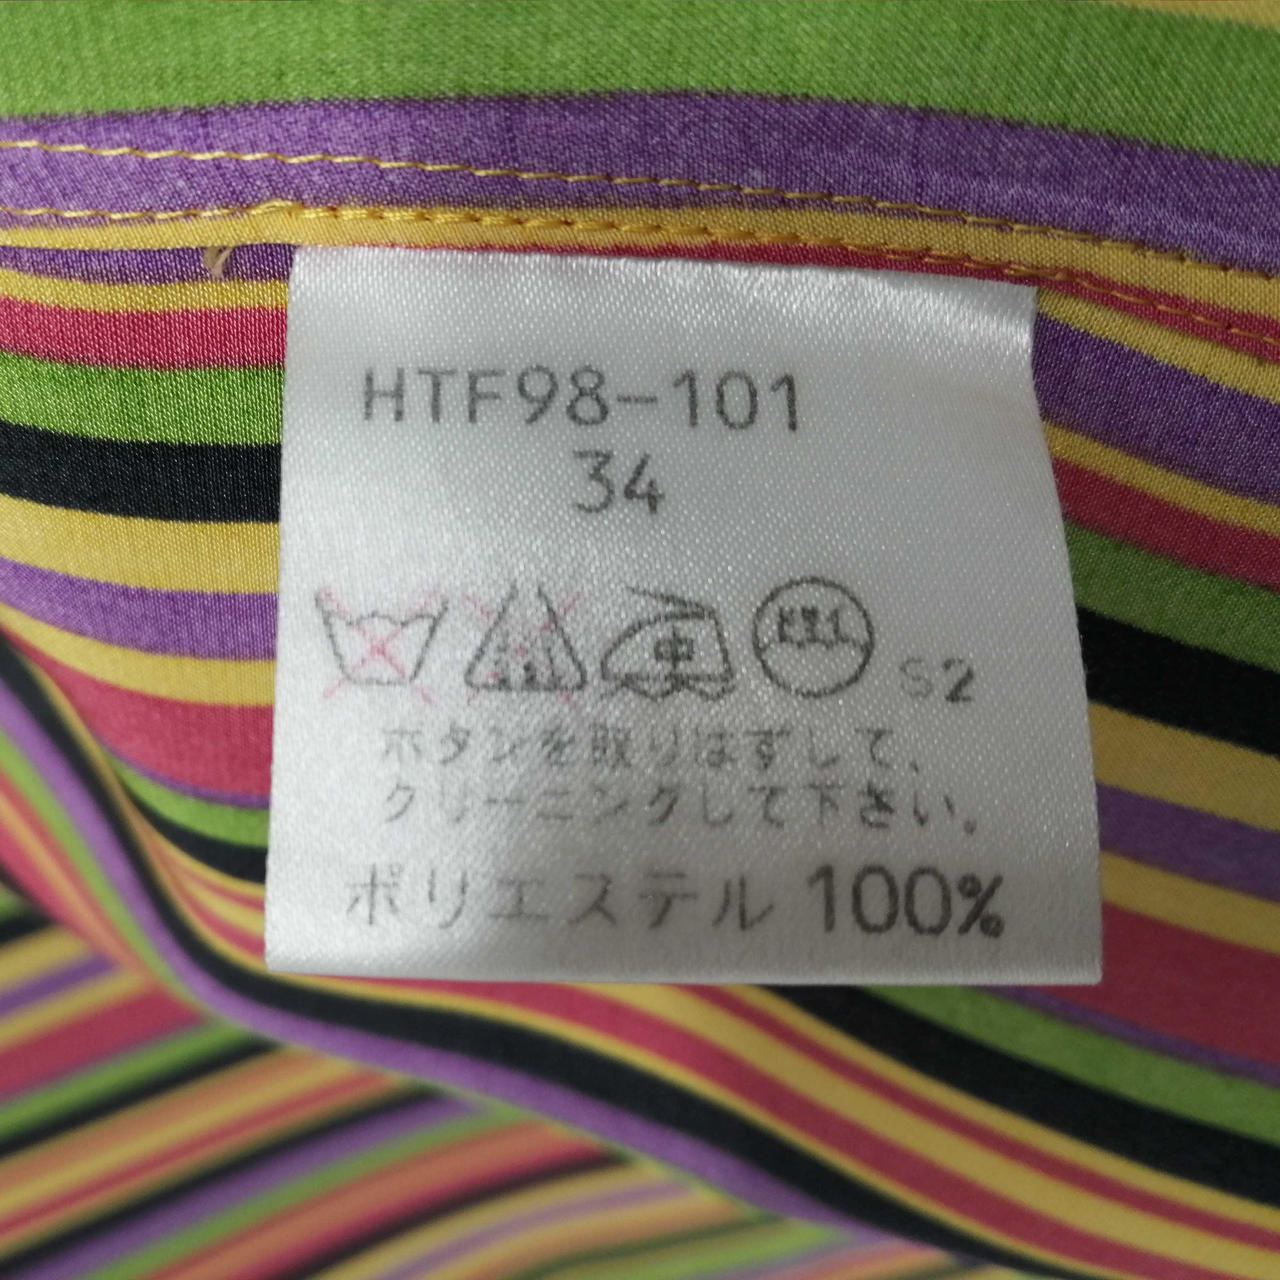 HTF98-101
34
中 ドライ S2
ボタンを取りはずして、
クリーニングして下さい。
ポリエステル 100%